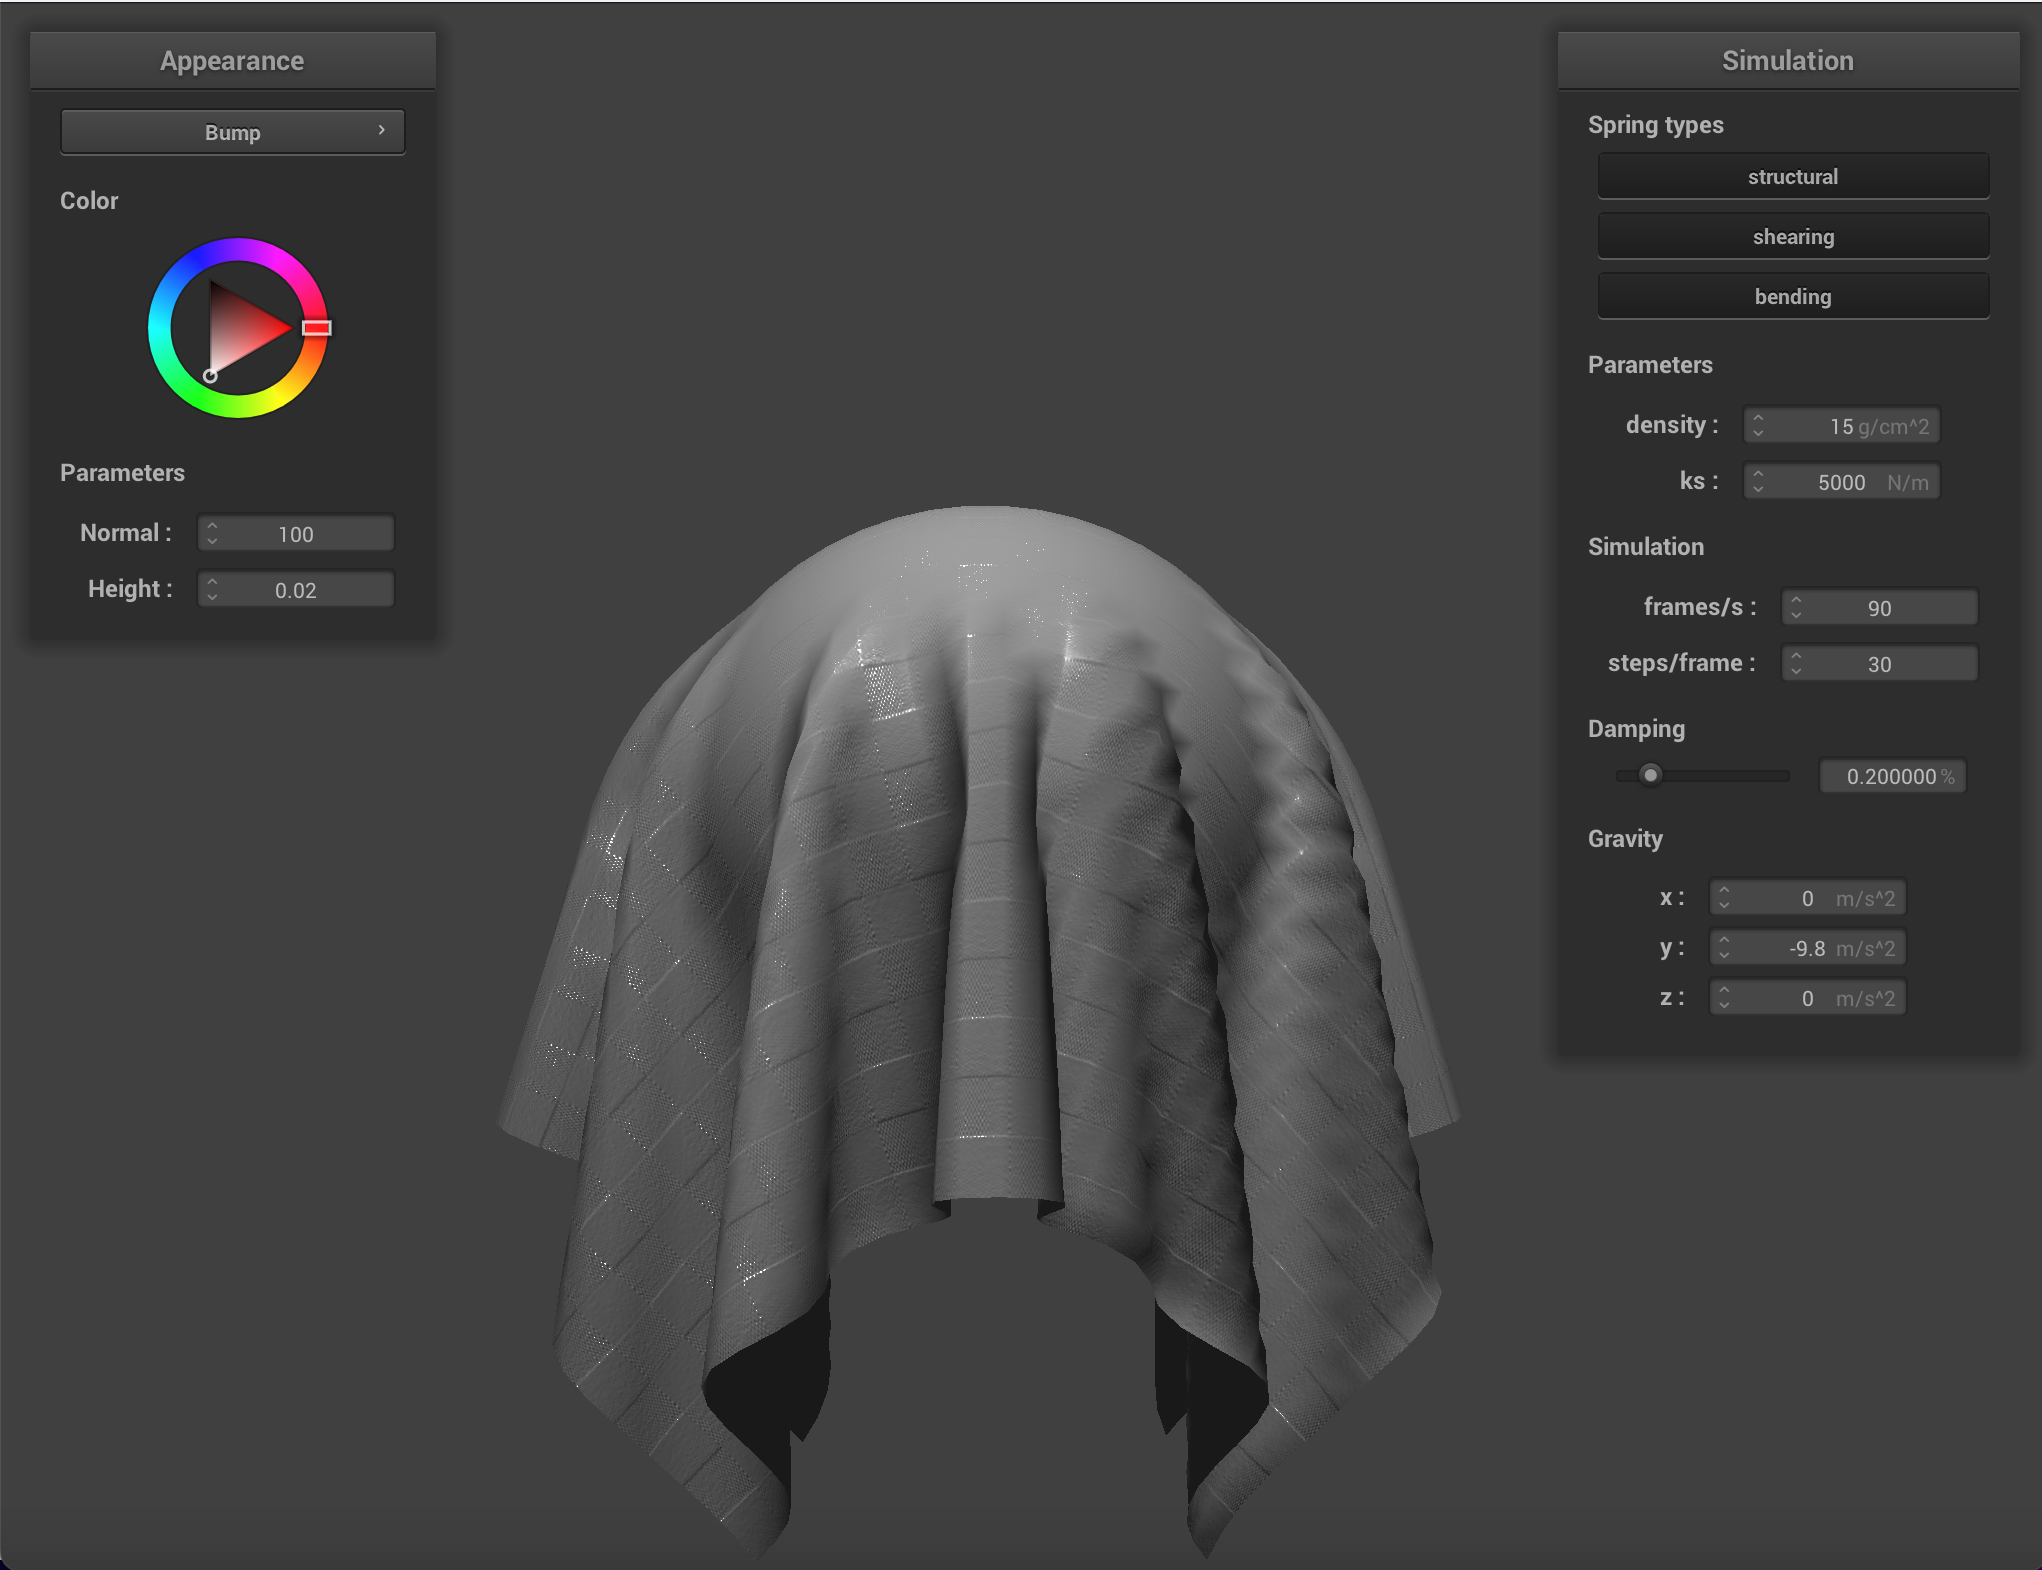 Appearance
Bump
Color
Parameters
Normal : 100
Height : 0.02
Simulation
Spring types
structural
shearing
bending
Parameters
density : 15 g/cm^2
ks : 5000 N/m
Simulation
frames/s : 90
steps/frame : 30
Damping
0.200000 %
Gravity
x : 0 m/s^2
y : -9.8 m/s^2
z : 0 m/s^2